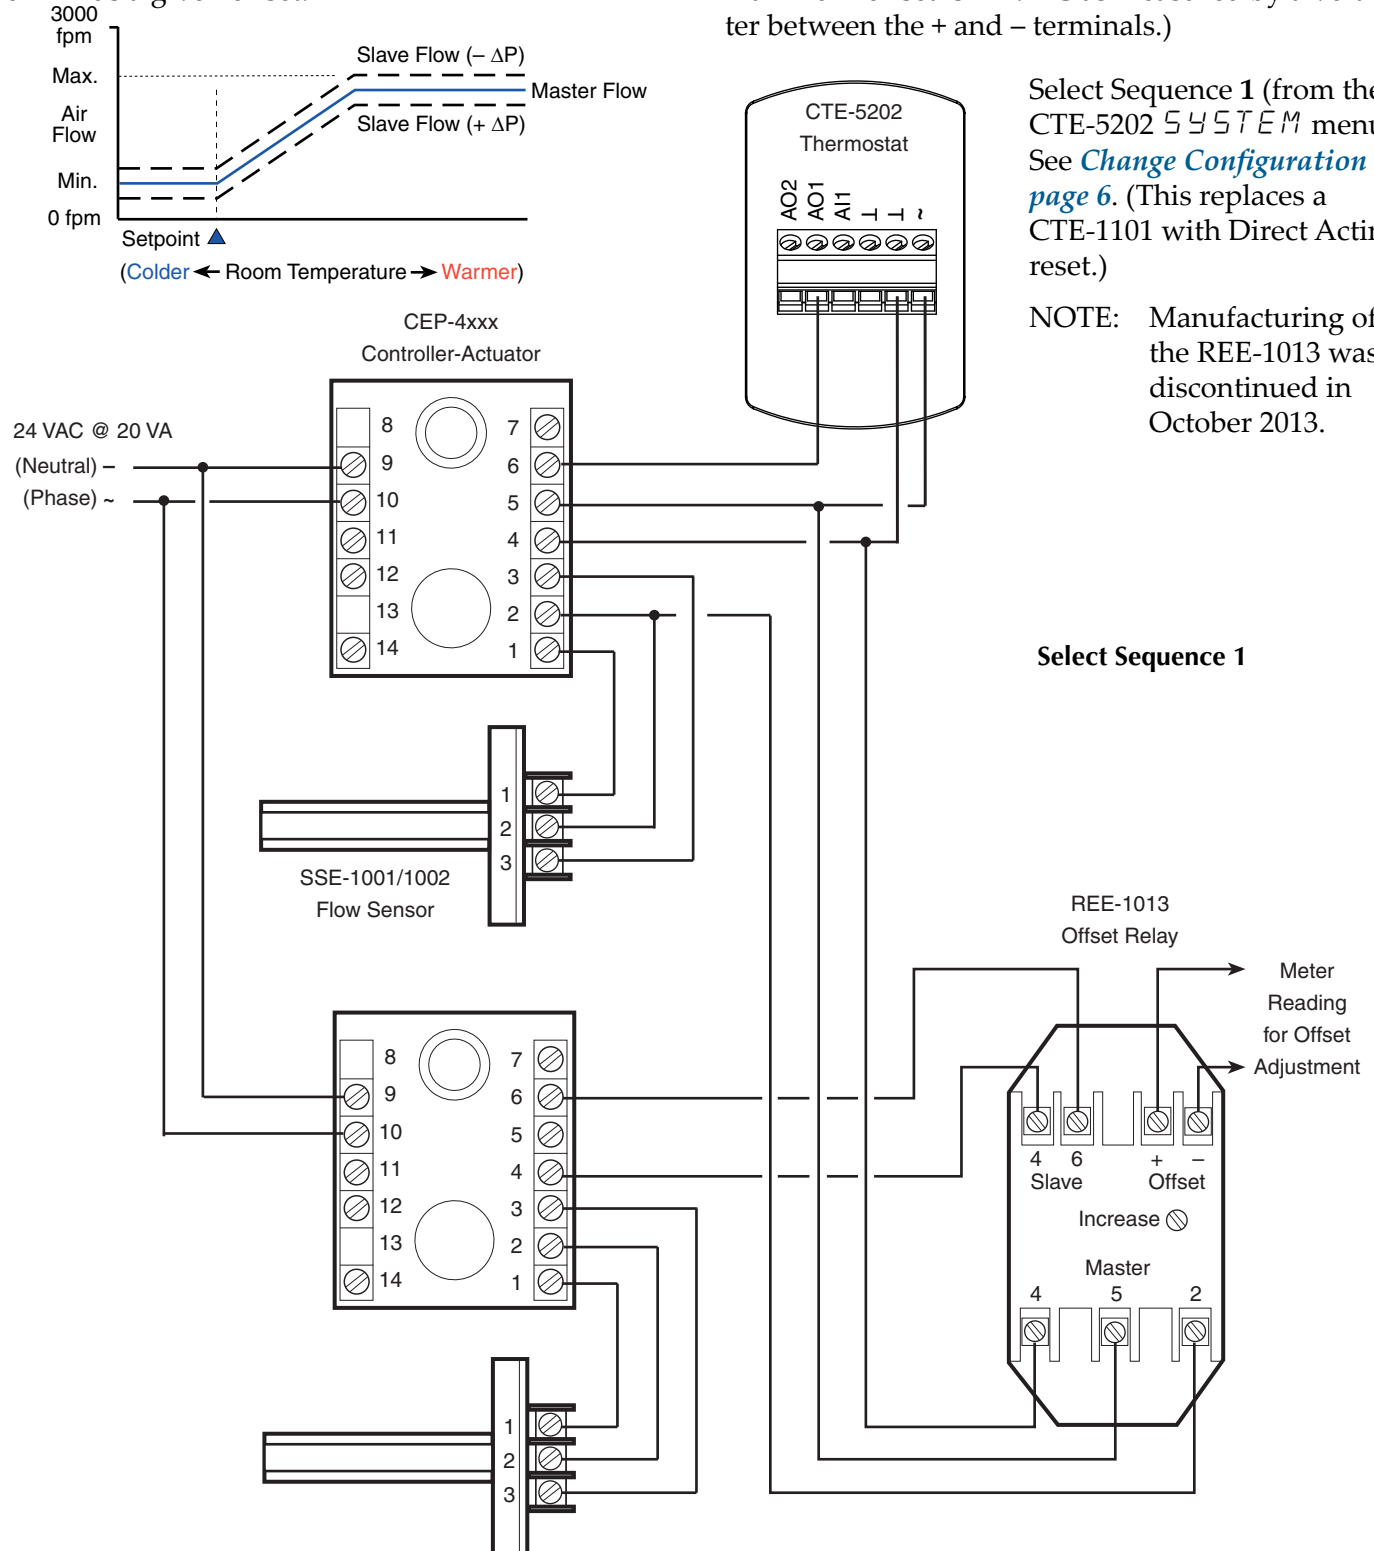 ter between the + and – terminals.)
3000
fpm
Max.
Air
Flow
Min.
0 fpm
Slave Flow (– ΔP)
Master Flow
Slave Flow (+ ΔP)
Setpoint
(Colder Room Temperature Warmer)
CTE-5202
Thermostat
AO2
AO1
AI1
⊥
⊥
~
Select Sequence 1 (from the
CTE-5202 SYSTEM menu
See Change Configuration
page 6. (This replaces a
CTE-1101 with Direct
reset.)
NOTE: Manufacturing of
the REE-1013 was
discontinued in
October 2013.
CEP-4xxx
Controller-Actuator
24 VAC @ 20 VA
(Neutral) –
(Phase) ~
8
9
10
11
12
13
14
7
6
5
4
3
2
1
Select Sequence 1
1
2
3
SSE-1001/1002
Flow Sensor
REE-1013
Offset Relay
Meter
Reading
for Offset
Adjustment
8
9
10
11
12
13
14
7
6
5
4
3
2
1
4 6 + –
Slave Offset
Increase
Master
4 5 2
1
2
3